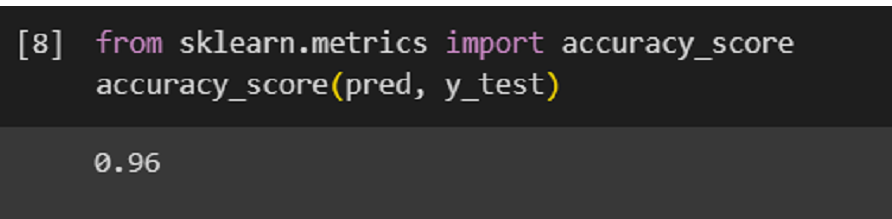 [8] from sklearn.metrics import accuracy_score
accuracy_score(pred, y_test)
0.96